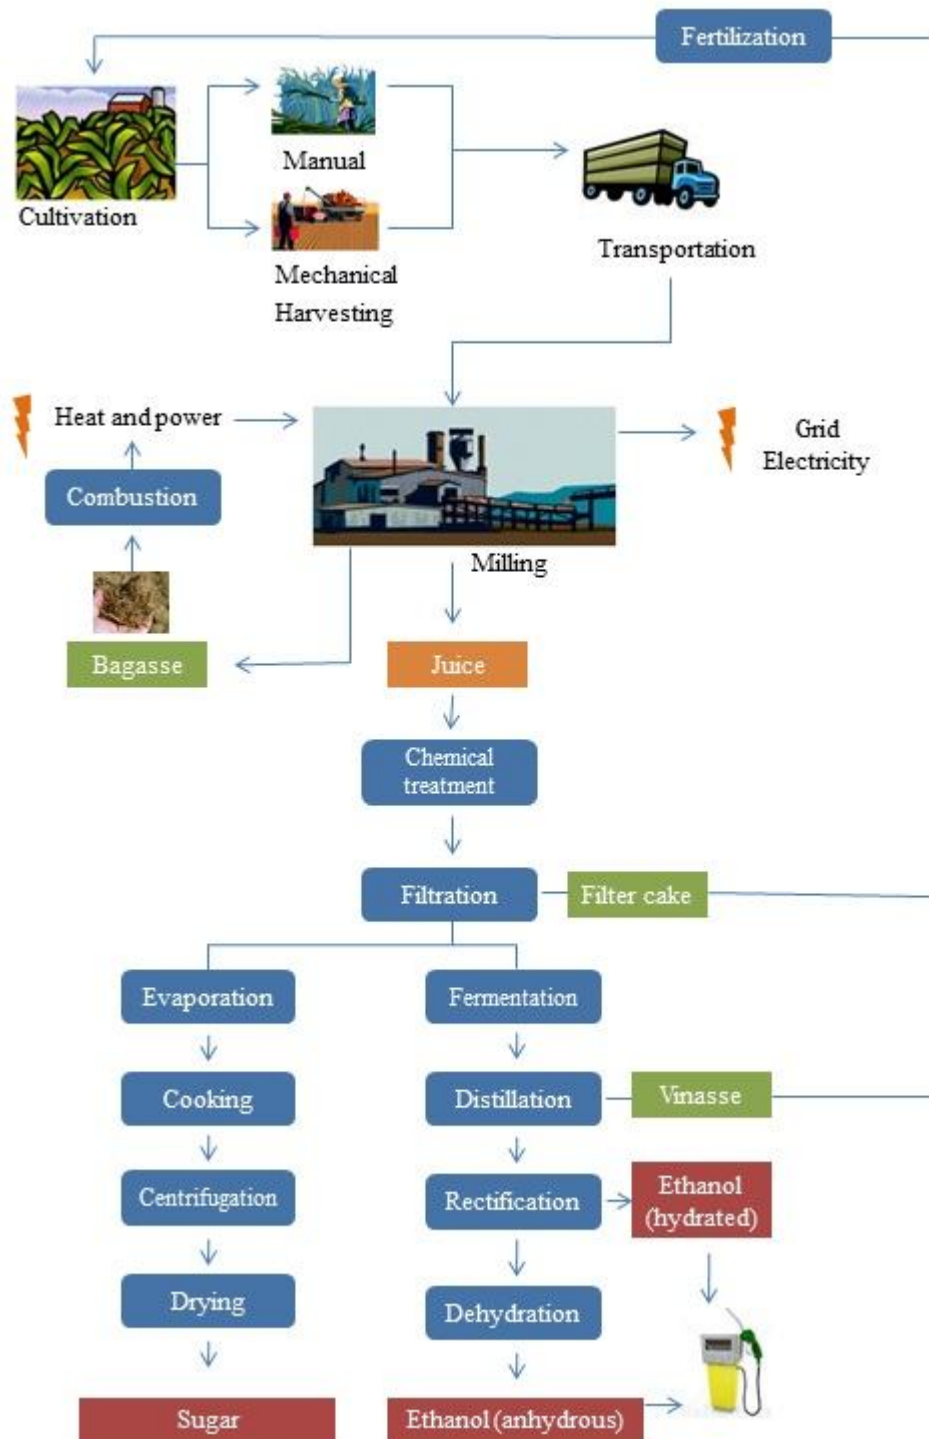 Fertilization
Cultivation
Manual
Mechanical
Harvesting
Transportation
Heat and power
Grid
Electricity
Combustion
Milling
Bagasse
Juice
Chemical
treatment
Filtration
Filter cake
Evaporation
Fermentation
Cooking
Distillation
Vinasse
Centrifugation
Rectification
Ethanol
(hydrated)
Drying
Dehydration
Sugar
Ethanol (anhydrous)